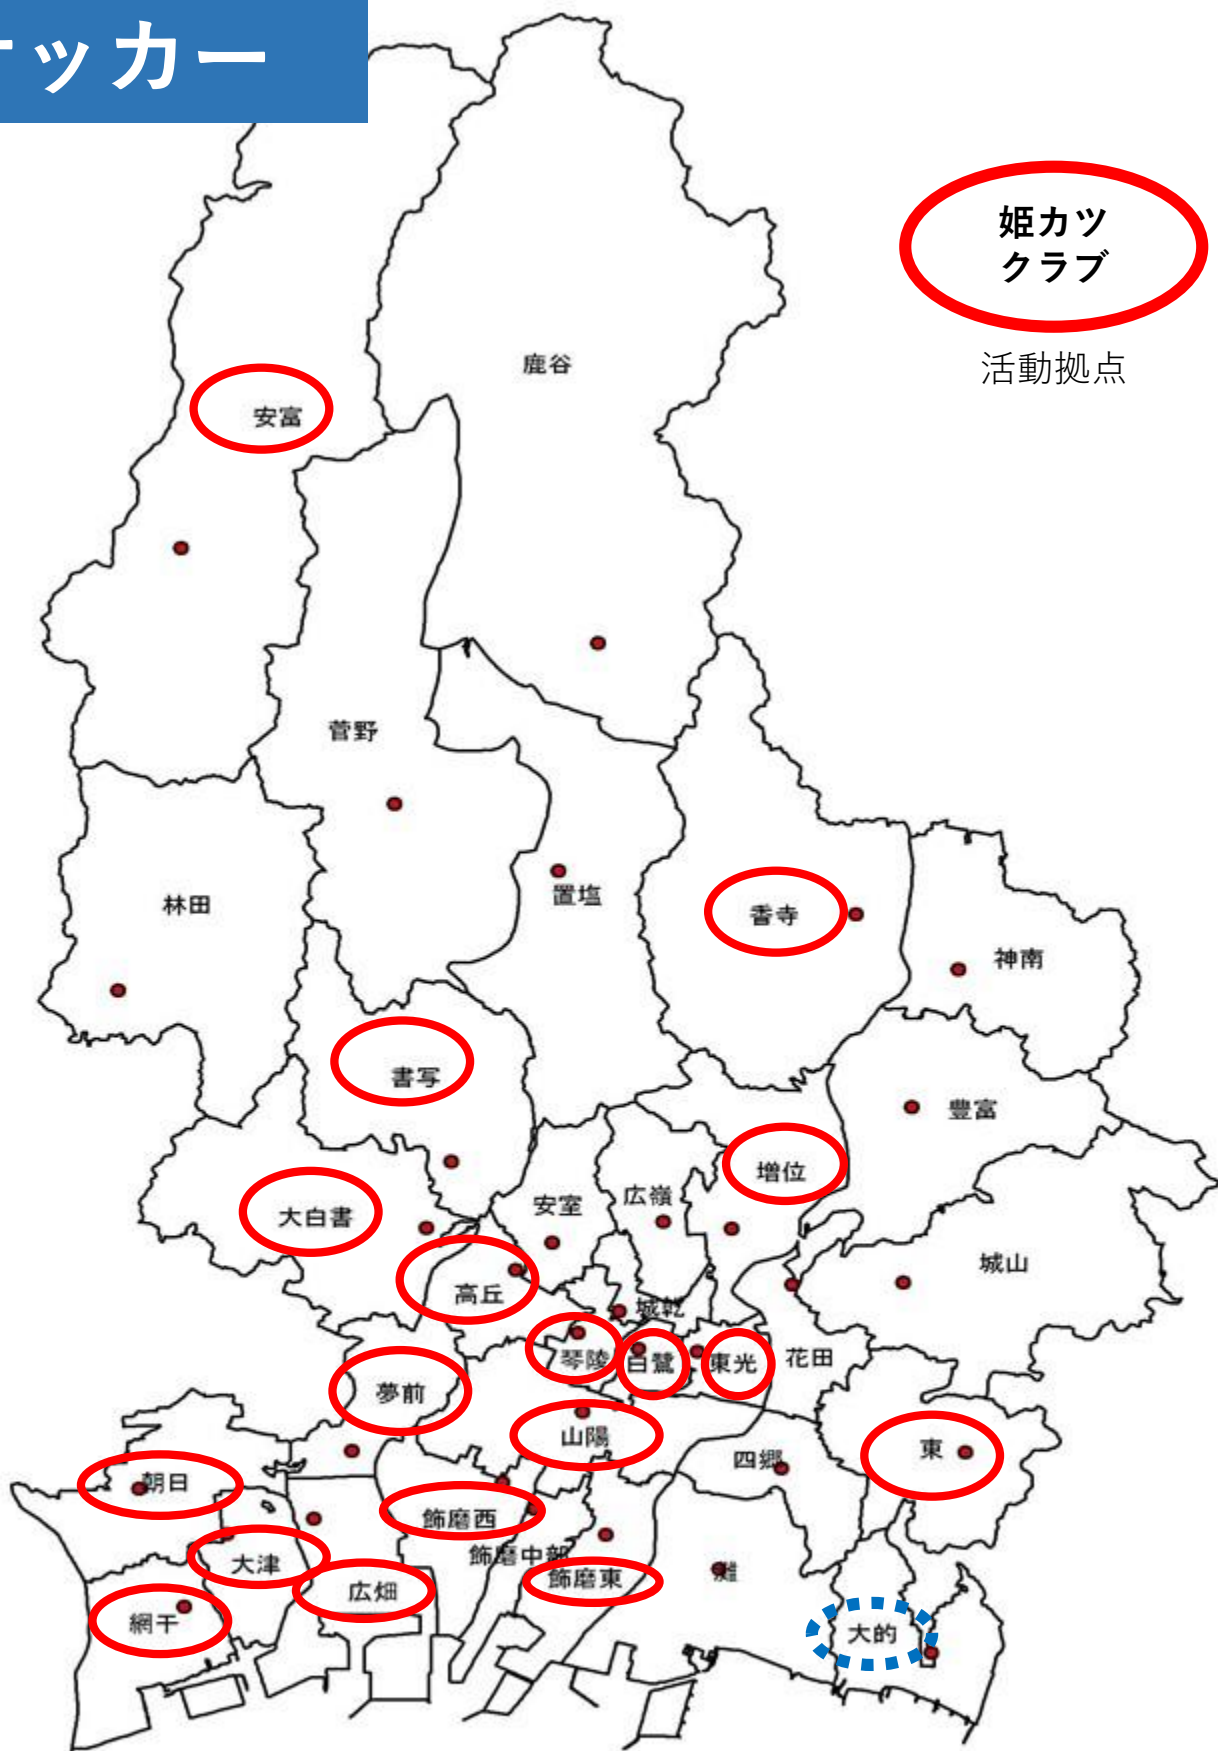 ッカー
姫カツ
クラブ
活動拠点
鹿谷
安富
菅野
置塩
林田
香寺
神南
書写
豊富
増位
大白書
安室
広嶺
城山
高丘
城乾
琴陵
白鷺
東光
花田
夢前
山陽
四郷
東
朝日
飾磨西
飾磨中部
大津
飾磨東
灘
広畑
網干
大的